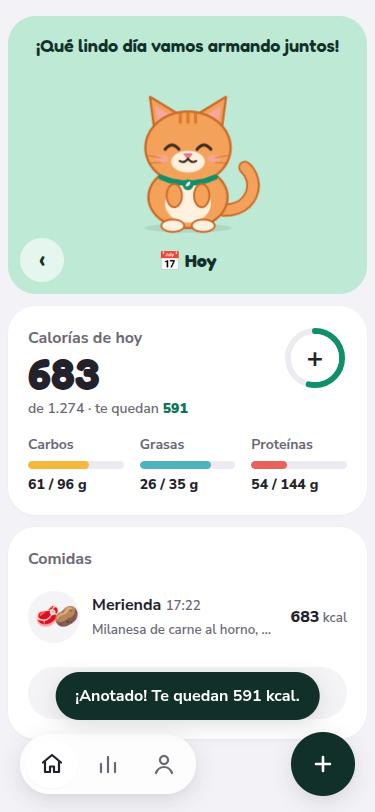 ¡Qué lindo día vamos armando juntos!
📅 Hoy
Calorías de hoy
683
de 1.274 · te quedan 591
Carbos
Grasas
Proteínas
61 / 96 g
26 / 35 g
54 / 144 g
Comidas
Merienda 17:22
683 kcal
Milanesa de carne al horno, ...
¡Anotado! Te quedan 591 kcal.